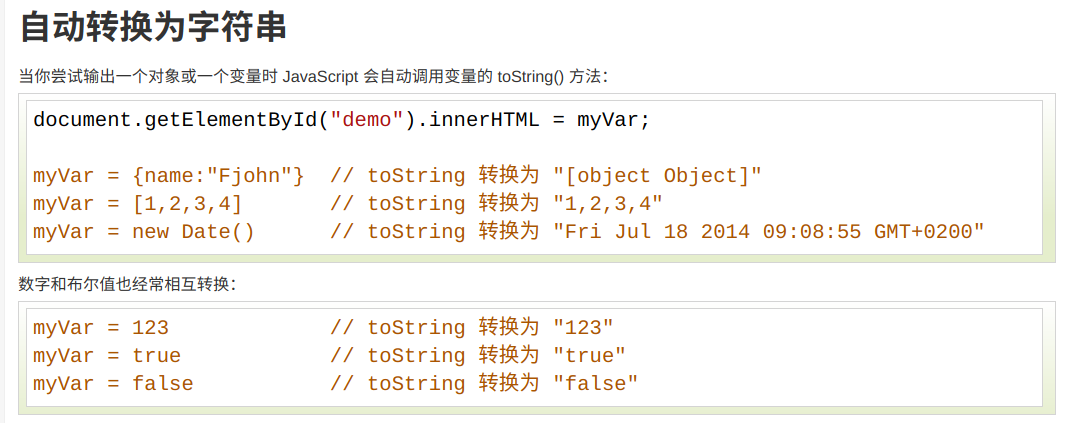 自动转换为字符串
当你尝试输出一个对象或一个变量时 JavaScript 会自动调用变量的 toString() 方法：
document.getElementById("demo").innerHTML = myVar;
myVar = {name:"Fjohn"}  // toString 转换为 "[object Object]"
myVar = [1,2,3,4]       // toString 转换为 "1,2,3,4"
myVar = new Date()      // toString 转换为 "Fri Jul 18 2014 09:08:55 GMT+0200"
数字和布尔值也经常相互转换：
myVar = 123             // toString 转换为 "123"
myVar = true            // toString 转换为 "true"
myVar = false           // toString 转换为 "false"